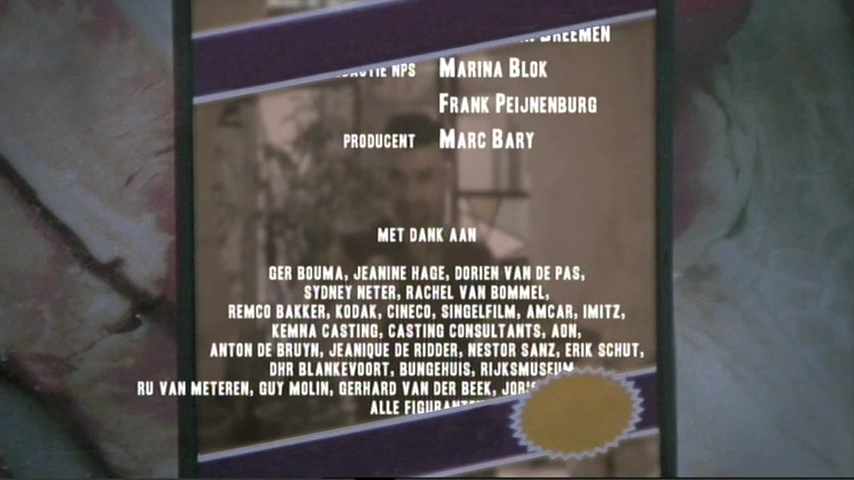 BREEMEN
NPS MARINA BLOK
FRANK PEIJNENBURG
PRODUCENT MARC BARY
MET DANK AAN
GER BOUMA, JEANINE HAGE, DORIEN VAN DE PAS,
SYDNEY NETER, RACHEL VAN BOMMEL,
REMCO BAKKER, KODAK, CINECO, SINGELFILM, AMCAR, IMITZ,
KEMNA CASTING, CASTING CONSULTANTS, AON,
ANTON DE BRUYN, JEANIQUE DE RIDDER, NESTOR SANZ, ERIK SCHUT,
DHR BLANKEVOORT, BUNGEHUIS, RIJKSMUSEUM
RU VAN METEREN, GUY MOLIN, GERHARD VAN DER BEEK,
ALLE